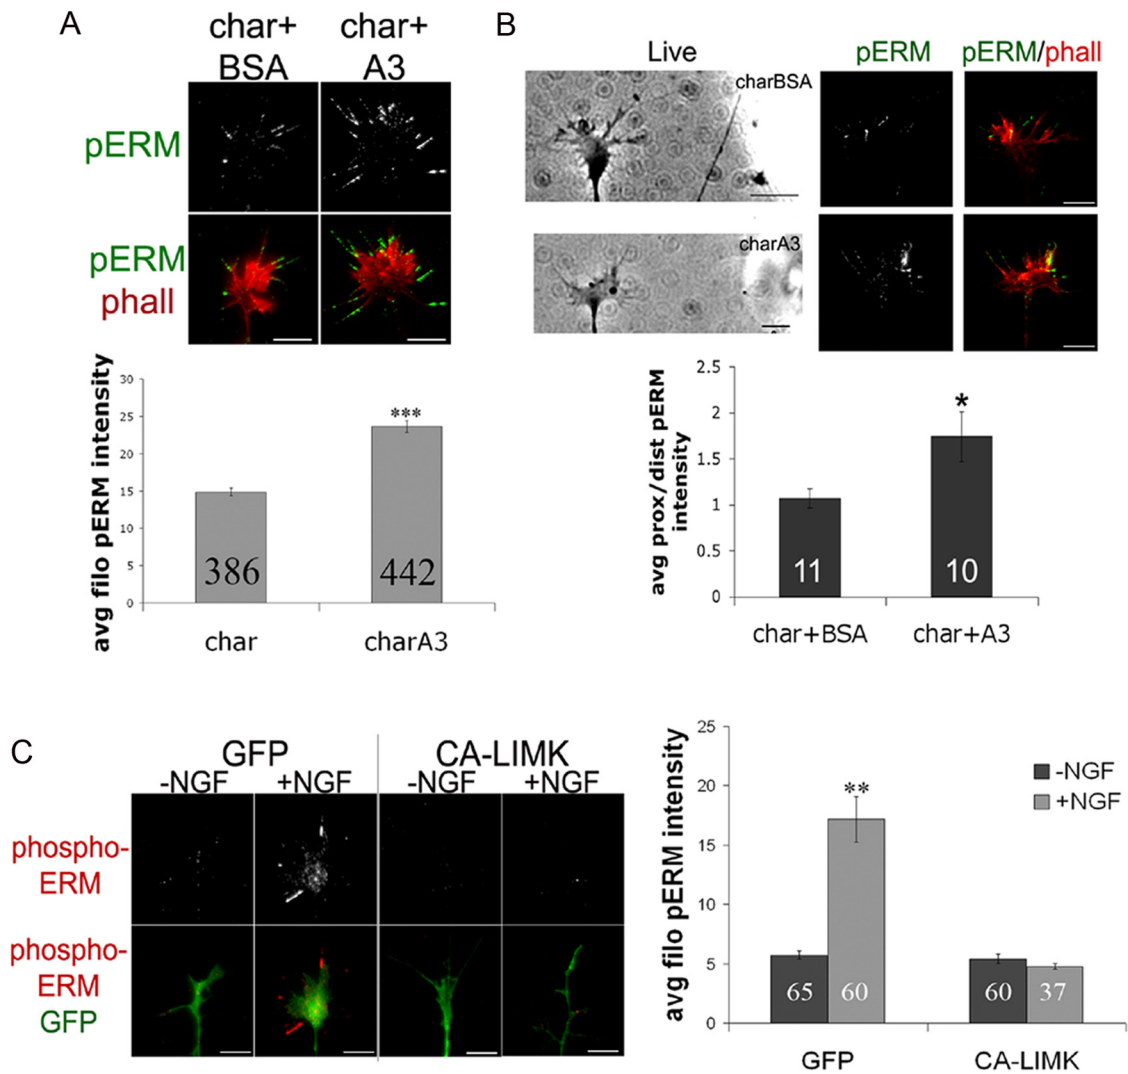 A
char+
BSA
char+
A3
pERM
pERM
phall
avg filo pERM intensity
30
25
20
15
10
5
0
***
386
442
char
charA3
B
Live
pERM
pERM/phall
charBSA
charA3
avg prox/dist pERM
intensity
2.5
2
1.5
1
0.5
0
*
11
10
char+BSA
char+A3
C
GFP
CA-LIMK
-NGF
+NGF
-NGF
+NGF
phospho-
ERM
phospho-
ERM
GFP
avg filo pERM intensity
25
20
15
10
5
0
**
-NGF
+NGF
65
60
60
37
GFP
CA-LIMK